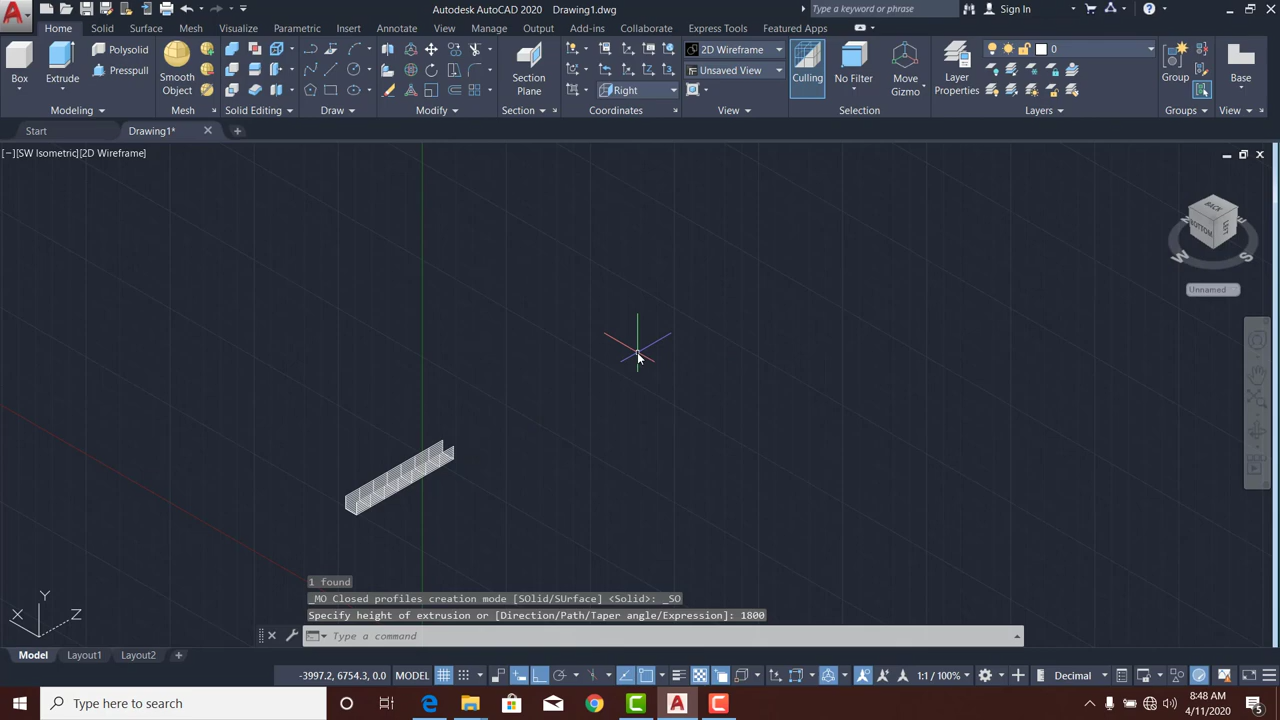 Autodesk AutoCAD 2020 Drawing1.dwg
Type a keyword or phrase
Sign In
Home Solid Surface Mesh Visualize Parametric Insert Annotate View Manage Output Add-ins Collaborate Express Tools Featured Apps
Box
Extrude
Polysolid
Presspull
Smooth
Object
Section
Plane
Right
2D Wireframe
Unsaved View
Culling
No Filter
Move
Gizmo
Layer
Properties
0
Group
Base
Modeling Mesh Solid Editing Draw Modify Section Coordinates View Selection Layers Groups View
Start
Drawing1*
[−][SW Isometric][2D Wireframe]
BACK
BOTTOM
LEFT
W
S
Unnamed
1 found
_MO Closed profiles creation mode [SOlid/SUrface] <Solid>: _SO
Specify height of extrusion or [Direction/Path/Taper angle/Expression]: 1800
Y
X
Z
Type a command
Model Layout1 Layout2
-3997.2, 6754.3, 0.0 MODEL
1:1 / 100%
Decimal
Type here to search
8:48 AM
4/11/2020